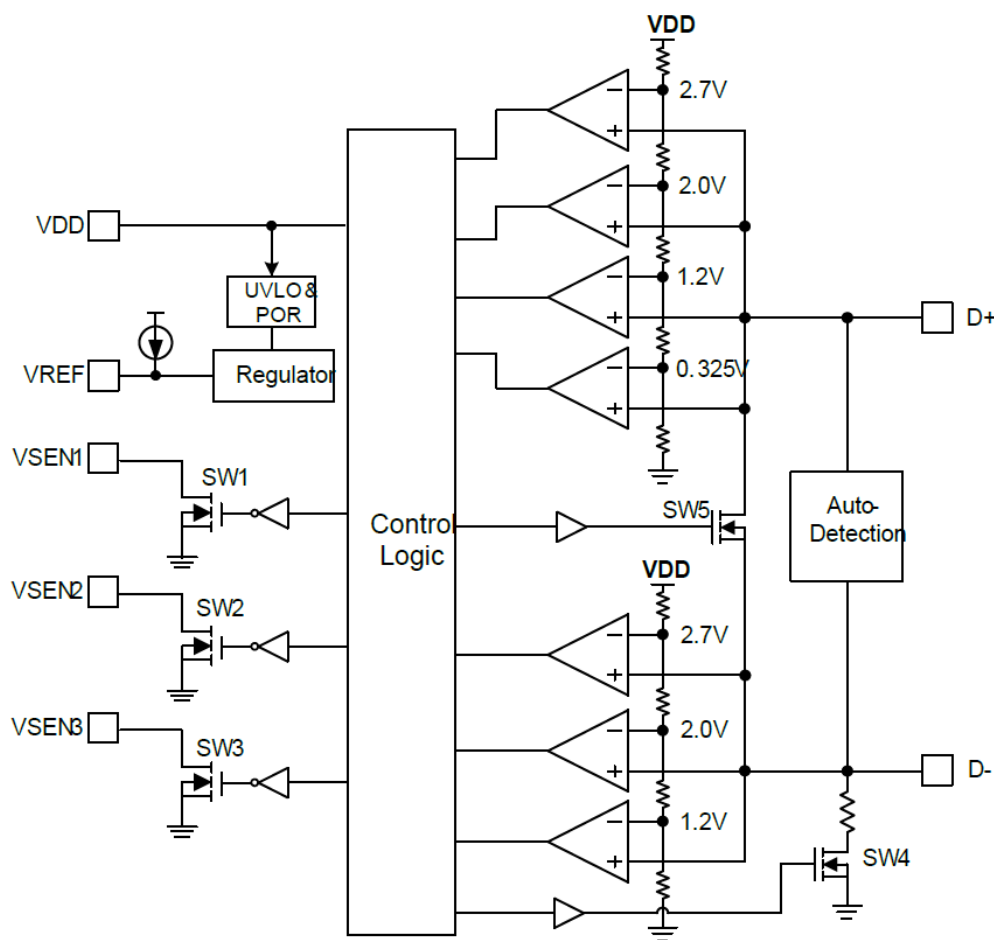 VDD
2.7V
2.0V
VDD
1.2V
UVLO &
POR
D+
VREF
Regulator
0.325V
VSEN1
SW1
Control
Logic
SW5
Auto-
Detection
VDD
VSEN2
SW2
2.7V
VSEN3
SW3
2.0V
D-
1.2V
SW4